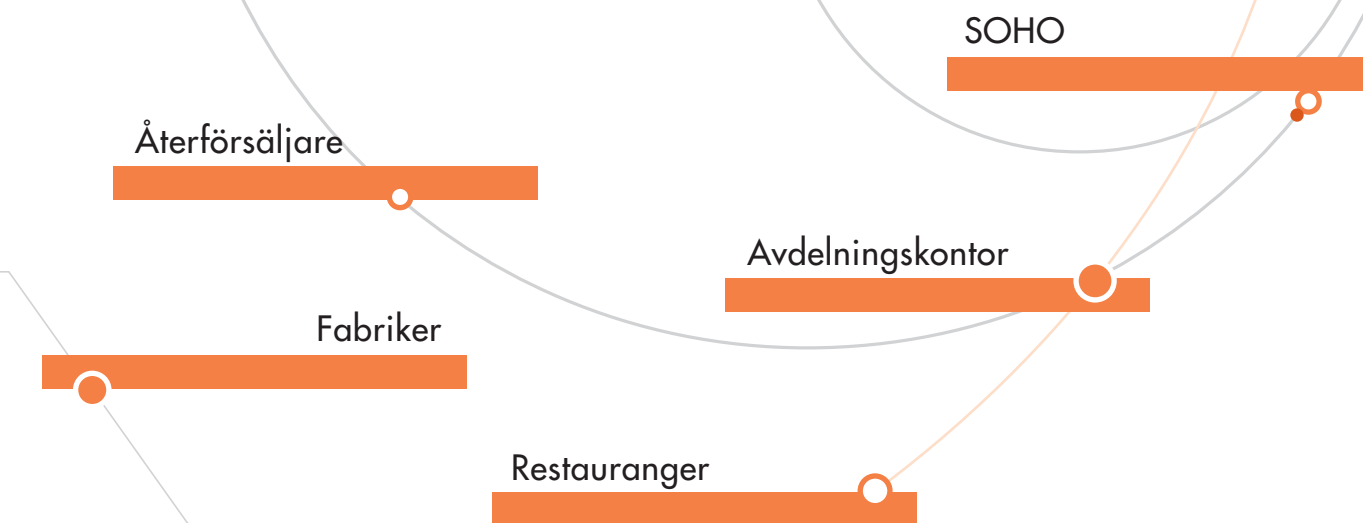 SOHO
Återförsäljare
Avdelningskontor
Fabriker
Restauranger